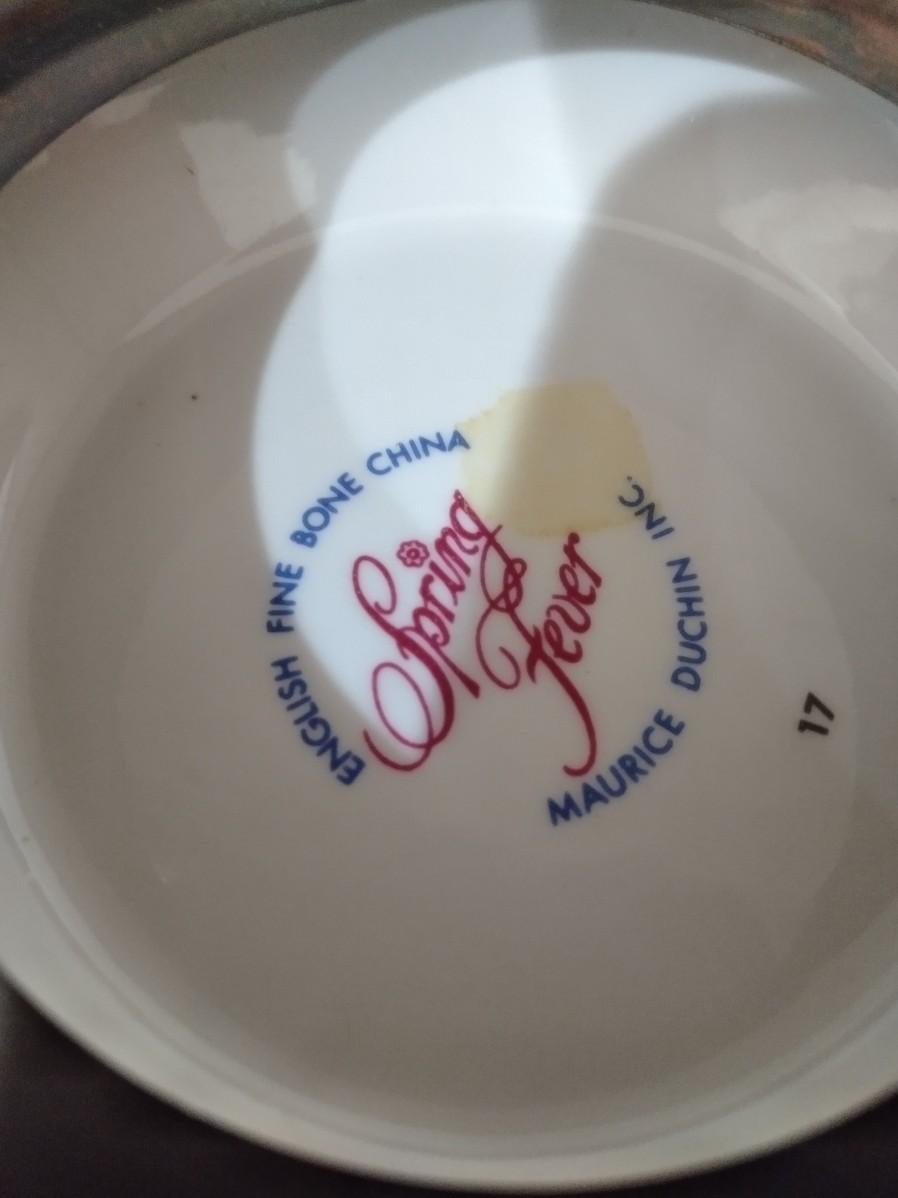 ENGLISH FINE BONE CHINA
Spring
Fever
MAURICE DUCHIN INC.
17